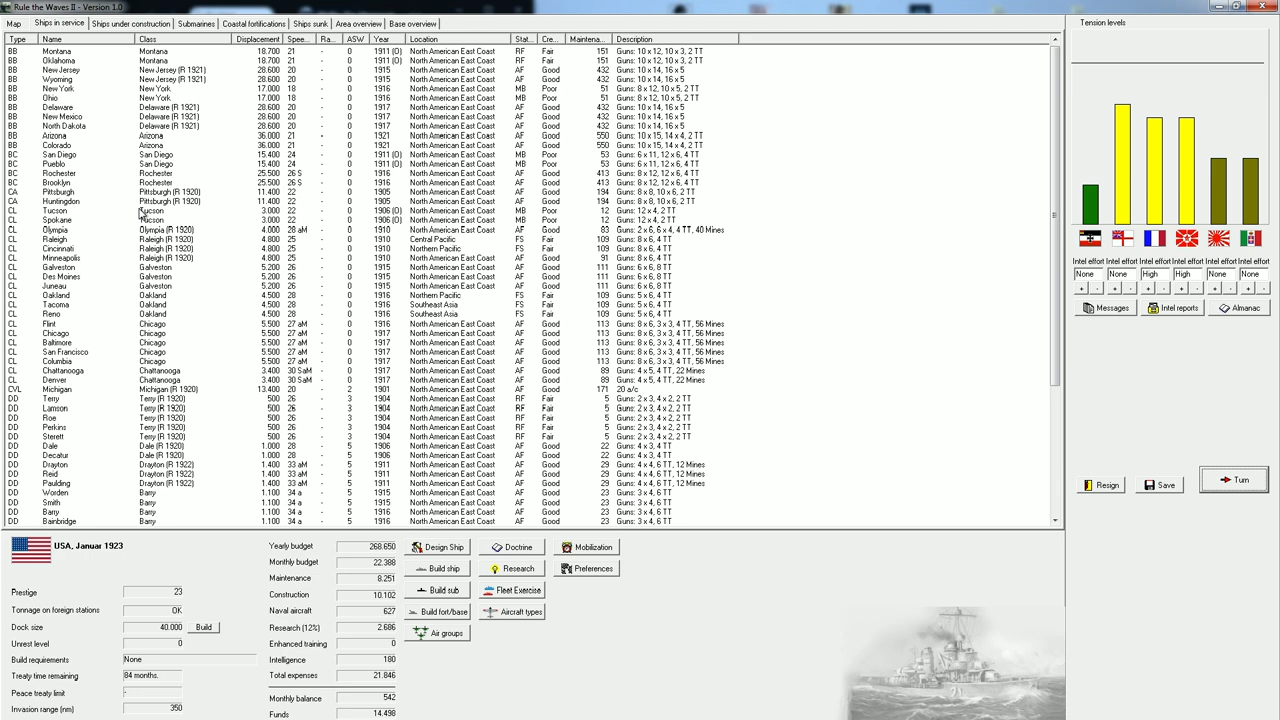 Rule the Waves II - Version 1.0
Map Ships in service Ships under construction Submarines Coastal fortifications Ships sunk Area overview Base overview
Type Name Class Displacement Spee... Ra... ASW Year Location Stat... Cre... Maintena... Description
BB Montana Montana 18.700 21 - 0 1911 (O) North American East Coast RF Fair 151 Guns: 10 x 12, 10 x 3, 2 TT
BB Oklahoma Montana 18.700 20 - 0 1911 (O) North American East Coast RF Fair 151 Guns: 10 x 12, 10 x 3, 2 TT
BB New Jersey New Jersey (R 1921) 28.600 20 - 0 1915 North American East Coast AF Good 432 Guns: 10 x 14, 16 x 5
BB Wyoming New Jersey (R 1921) 28.600 20 - 0 1915 North American East Coast AF Good 432 Guns: 10 x 14, 16 x 5
BB New York New York 17.000 18 - 0 1916 North American East Coast MB Poor 51 Guns: 8 x 12, 10 x 5, 2 TT
BB Ohio New York 17.000 18 - 0 1916 North American East Coast MB Poor 51 Guns: 8 x 12, 10 x 5, 2 TT
BB Delaware Delaware (R 1921) 28.600 20 - 0 1917 North American East Coast AF Good 432 Guns: 10 x 14, 16 x 5
BB New Mexico Delaware (R 1921) 28.600 20 - 0 1917 North American East Coast AF Good 432 Guns: 10 x 14, 16 x 5
BB North Dakota Delaware (R 1921) 28.600 20 - 0 1917 North American East Coast AF Good 432 Guns: 10 x 14, 16 x 5
BB Arizona Arizona 36.000 21 - 0 1921 North American East Coast AF Good 550 Guns: 10 x 15, 14 x 4, 2 TT
BB Colorado Arizona 36.000 21 - 0 1921 North American East Coast AF Good 550 Guns: 10 x 15, 14 x 4, 2 TT
BC San Diego San Diego 15.400 24 - 0 1911 (O) North American East Coast MB Poor 53 Guns: 6 x 11, 12 x 6, 4 TT
BC Pueblo San Diego 15.400 24 - 0 1911 (O) North American East Coast MB Poor 53 Guns: 6 x 11, 12 x 6, 4 TT
BC Rochester Rochester 25.500 26 S - 0 1916 North American East Coast AF Good 413 Guns: 8 x 12, 12 x 6, 2 TT
BC Brooklyn Rochester 25.500 26 S - 0 1916 North American East Coast AF Good 413 Guns: 8 x 12, 12 x 6, 2 TT
CA Pittsburgh Pittsburgh (R 1920) 11.400 22 - 0 1905 North American East Coast AF Good 194 Guns: 8 x 8, 10 x 6, 2 TT
CA Huntingdon Pittsburgh (R 1920) 11.400 22 - 0 1905 North American East Coast AF Good 194 Guns: 8 x 8, 10 x 6, 2 TT
CL Tucson Tucson 3.000 22 - 0 1906 (O) North American East Coast MB Poor 12 Guns: 12 x 4, 2 TT
CL Spokane Tucson 3.000 22 - 0 1906 (O) North American East Coast MB Poor 12 Guns: 12 x 4, 2 TT
CL Olympia Olympia (R 1920) 4.000 28 aM - 0 1910 North American East Coast AF Good 83 Guns: 2 x 6, 6 x 4, 4 TT, 40 Mines
CL Raleigh Raleigh (R 1920) 4.800 25 - 0 1910 Central Pacific FS Good 109 Guns: 8 x 6, 4 TT
CL Cincinnati Raleigh (R 1920) 4.800 25 - 0 1910 Northern Pacific FS Fair 109 Guns: 8 x 6, 4 TT
CL Minneapolis Raleigh (R 1920) 4.800 25 - 0 1910 North American East Coast AF Good 91 Guns: 8 x 6, 4 TT
CL Galveston Galveston 5.200 26 - 0 1915 North American East Coast AF Good 111 Guns: 6 x 6, 8 TT
CL Des Moines Galveston 5.200 26 - 0 1915 North American East Coast AF Good 111 Guns: 6 x 6, 8 TT
CL Juneau Galveston 5.200 26 - 0 1915 North American East Coast AF Good 111 Guns: 6 x 6, 8 TT
CL Oakland Oakland 4.500 28 - 0 1916 Northern Pacific FS Good 109 Guns: 5 x 6, 4 TT
CL Tacoma Oakland 4.500 28 - 0 1916 Southeast Asia FS Fair 109 Guns: 5 x 6, 4 TT
CL Reno Oakland 4.500 28 - 0 1916 Southeast Asia FS Good 109 Guns: 5 x 6, 4 TT
CL Flint Chicago 5.500 27 aM - 0 1916 North American East Coast AF Good 113 Guns: 8 x 6, 3 x 3, 4 TT, 56 Mines
CL Chicago Chicago 5.500 27 aM - 0 1917 North American East Coast AF Good 113 Guns: 8 x 6, 3 x 3, 4 TT, 56 Mines
CL Baltimore Chicago 5.500 27 aM - 0 1917 North American East Coast AF Good 113 Guns: 8 x 6, 3 x 3, 4 TT, 56 Mines
CL San Francisco Chicago 5.500 27 aM - 0 1917 North American East Coast AF Good 113 Guns: 8 x 6, 3 x 3, 4 TT, 56 Mines
CL Columbia Chicago 5.500 27 aM - 0 1917 North American East Coast AF Good 113 Guns: 8 x 6, 3 x 3, 4 TT, 56 Mines
CL Chattanooga Chattanooga 3.400 30 SaM - 0 1917 North American East Coast AF Good 89 Guns: 4 x 5, 4 TT, 22 Mines
CL Denver Chattanooga 3.400 30 SaM - 0 1917 North American East Coast AF Good 89 Guns: 4 x 5, 4 TT, 22 Mines
CVL Michigan Michigan (R 1920) 13.400 20 - 2 1901 North American East Coast AF Good 171 20 a/c
DD Terry Terry (R 1920) 500 26 - 3 1904 North American East Coast RF Fair 5 Guns: 2 x 3, 4 x 2, 2 TT
DD Lamson Terry (R 1920) 500 26 - 3 1904 North American East Coast RF Fair 5 Guns: 2 x 3, 4 x 2, 2 TT
DD Roe Terry (R 1920) 500 26 - 3 1904 North American East Coast RF Fair 5 Guns: 2 x 3, 4 x 2, 2 TT
DD Perkins Terry (R 1920) 500 26 - 3 1904 North American East Coast RF Fair 5 Guns: 2 x 3, 4 x 2, 2 TT
DD Sterett Terry (R 1920) 500 26 - 3 1904 North American East Coast RF Fair 5 Guns: 2 x 3, 4 x 2, 2 TT
DD Dale Dale (R 1920) 1.000 28 - 5 1906 North American East Coast AF Good 22 Guns: 4 x 3, 4 TT
DD Decatur Dale (R 1920) 1.000 28 - 5 1906 North American East Coast AF Good 22 Guns: 4 x 3, 4 TT
DD Drayton Drayton (R 1922) 1.400 33 aM - 5 1911 North American East Coast AF Good 29 Guns: 4 x 4, 6 TT, 12 Mines
DD Reid Drayton (R 1922) 1.400 33 aM - 5 1911 North American East Coast AF Good 29 Guns: 4 x 4, 6 TT, 12 Mines
DD Paulding Drayton (R 1922) 1.400 33 aM - 5 1911 North American East Coast AF Good 29 Guns: 4 x 4, 6 TT, 12 Mines
DD Worden Barry 1.100 34 a - 5 1916 North American East Coast AF Good 23 Guns: 3 x 4, 6 TT
DD Smith Barry 1.100 34 a - 5 1916 North American East Coast AF Good 23 Guns: 3 x 4, 6 TT
DD Barry Barry 1.100 34 a - 5 1916 North American East Coast AF Good 23 Guns: 3 x 4, 6 TT
DD Bainbridge Barry 1.100 34 a - 5 1916 North American East Coast AF Good 23 Guns: 3 x 4, 6 TT
Tension levels
Intel effort Intel effort Intel effort Intel effort Intel effort Intel effort
None None High High None None
+ - + - + - + - + - + -
Messages Intel reports Almanac
Resign Save Turn
USA, Januar 1923
Prestige 23
Tonnage on foreign stations OK
Dock size 40.000 Build
Unrest level 0
Build requirements None
Treaty time remaining 84 months.
Peace treaty limit -
Invasion range (nm) 350
Yearly budget 268.650
Monthly budget 22.388
Maintenance 8.251
Construction 10.102
Naval aircraft 627
Research (12%) 2.686
Enhanced training 0
Intelligence 180
Total expenses 21.846
Monthly balance 542
Funds 14.498
Design Ship Doctrine Mobilization
Build ship Research Preferences
Build sub Fleet Exercise
Build fort/base Aircraft types
Air groups